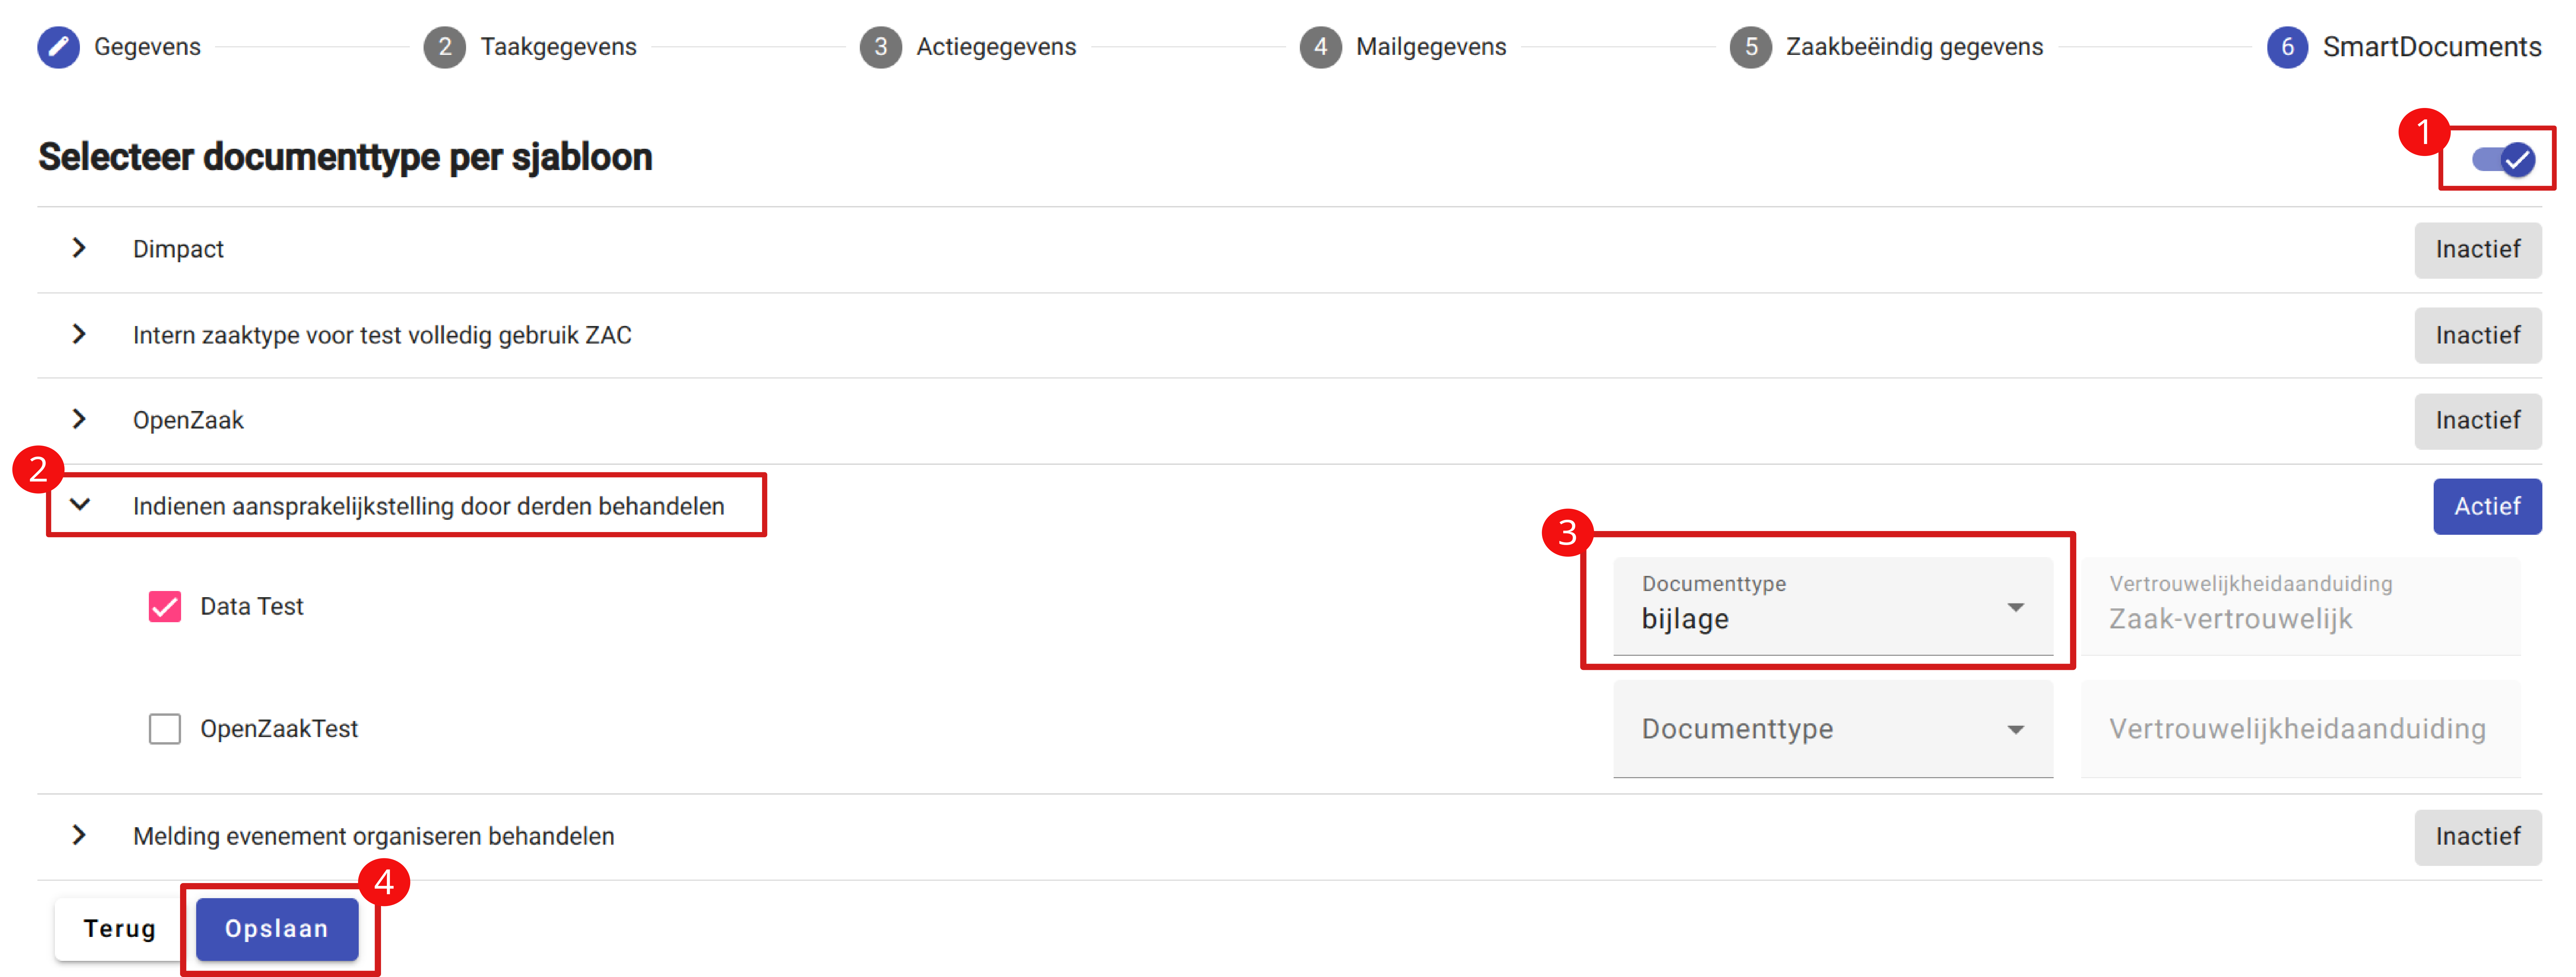 Gegevens 2 Taakgegevens 3 Actiegegevens 4 Mailgegevens 5 Zaakbeëindig gegevens 6 SmartDocuments
1
Selecteer documenttype per sjabloon
Dimpact Inactief
Intern zaaktype voor test volledig gebruik ZAC Inactief
OpenZaak Inactief
2
Indienen aansprakelijkstelling door derden behandelen Actief
3
Documenttype Vertrouwelijkheidaanduiding
Data Test bijlage Zaak-vertrouwelijk
OpenZaakTest Documenttype Vertrouwelijkheidaanduiding
Melding evenement organiseren behandelen Inactief
4
Terug Opslaan